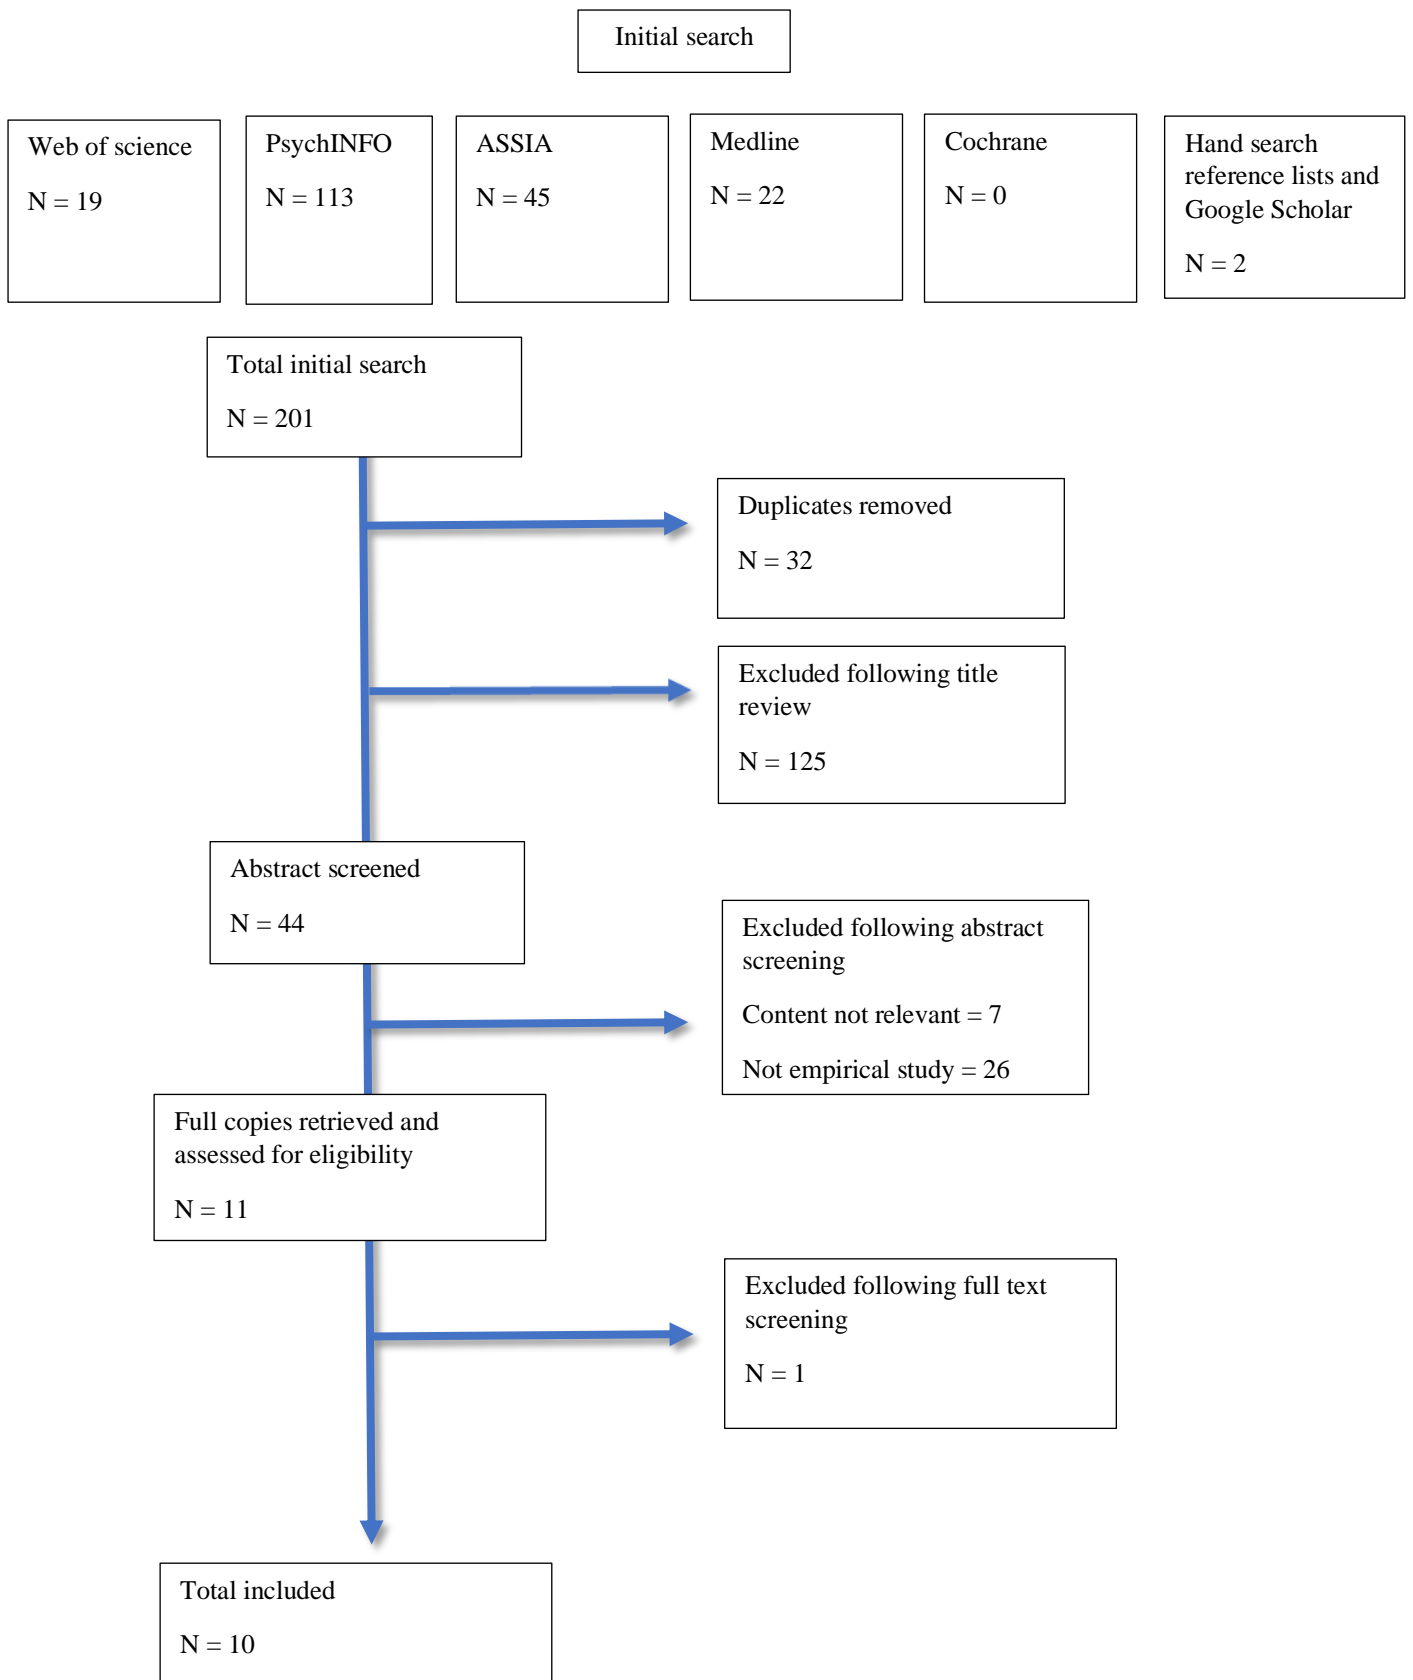 Initial search
Web of science
N = 19
PsychINFO
N = 113
ASSIA
N = 45
Medline
N = 22
Cochrane
N = 0
Hand search
reference lists and
Google Scholar
N = 2
Total initial search
N = 201
Duplicates removed
N = 32
Excluded following title
review
N = 125
Abstract screened
N = 44
Excluded following abstract
screening
Content not relevant = 7
Not empirical study = 26
Full copies retrieved and
assessed for eligibility
N = 11
Excluded following full text
screening
N = 1
Total included
N = 10